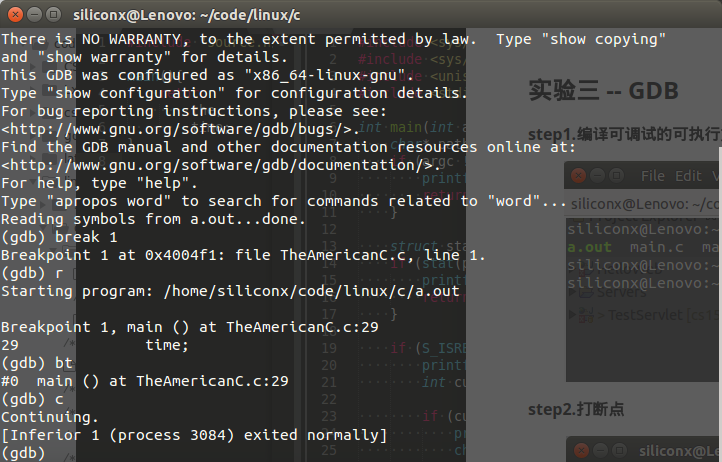 siliconx@Lenovo: ~/code/linux/c
There is NO WARRANTY, to the extent permitted by law.  Type "show copying"
and "show warranty" for details.
This GDB was configured as "x86_64-linux-gnu".
Type "show configuration" for configuration details.
For bug reporting instructions, please see:
<http://www.gnu.org/software/gdb/bugs/>.
Find the GDB manual and other documentation resources online at:
<http://www.gnu.org/software/gdb/documentation/>.
For help, type "help".
Type "apropos word" to search for commands related to "word"...
Reading symbols from a.out...done.
(gdb) break 1
Breakpoint 1 at 0x4004f1: file TheAmericanC.c, line 1.
(gdb) r
Starting program: /home/siliconx/code/linux/c/a.out
Breakpoint 1, main () at TheAmericanC.c:29
29              time;
(gdb) bt
#0  main () at TheAmericanC.c:29
(gdb) c
Continuing.
[Inferior 1 (process 3084) exited normally]
(gdb)
实验三 -- GDB
step1.编译可调试的可执行
File Edit
siliconx@Lenovo: ~/co
siliconx@Lenovo:~
a.out  main.c
siliconx@Lenovo:~
siliconx@Lenovo:~
Servers
TestServlet
step2.打断点
siliconx@Lenovo: ~/